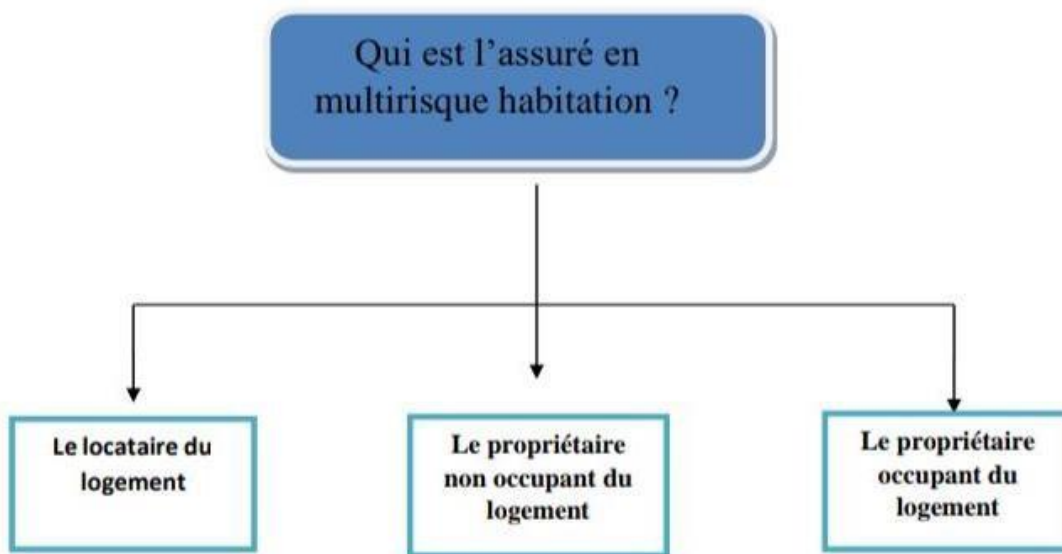 Qui est l’assuré en
multirisque habitation ?
Le locataire du
logement
Le propriétaire
non occupant du
logement
Le propriétaire
occupant du
logement